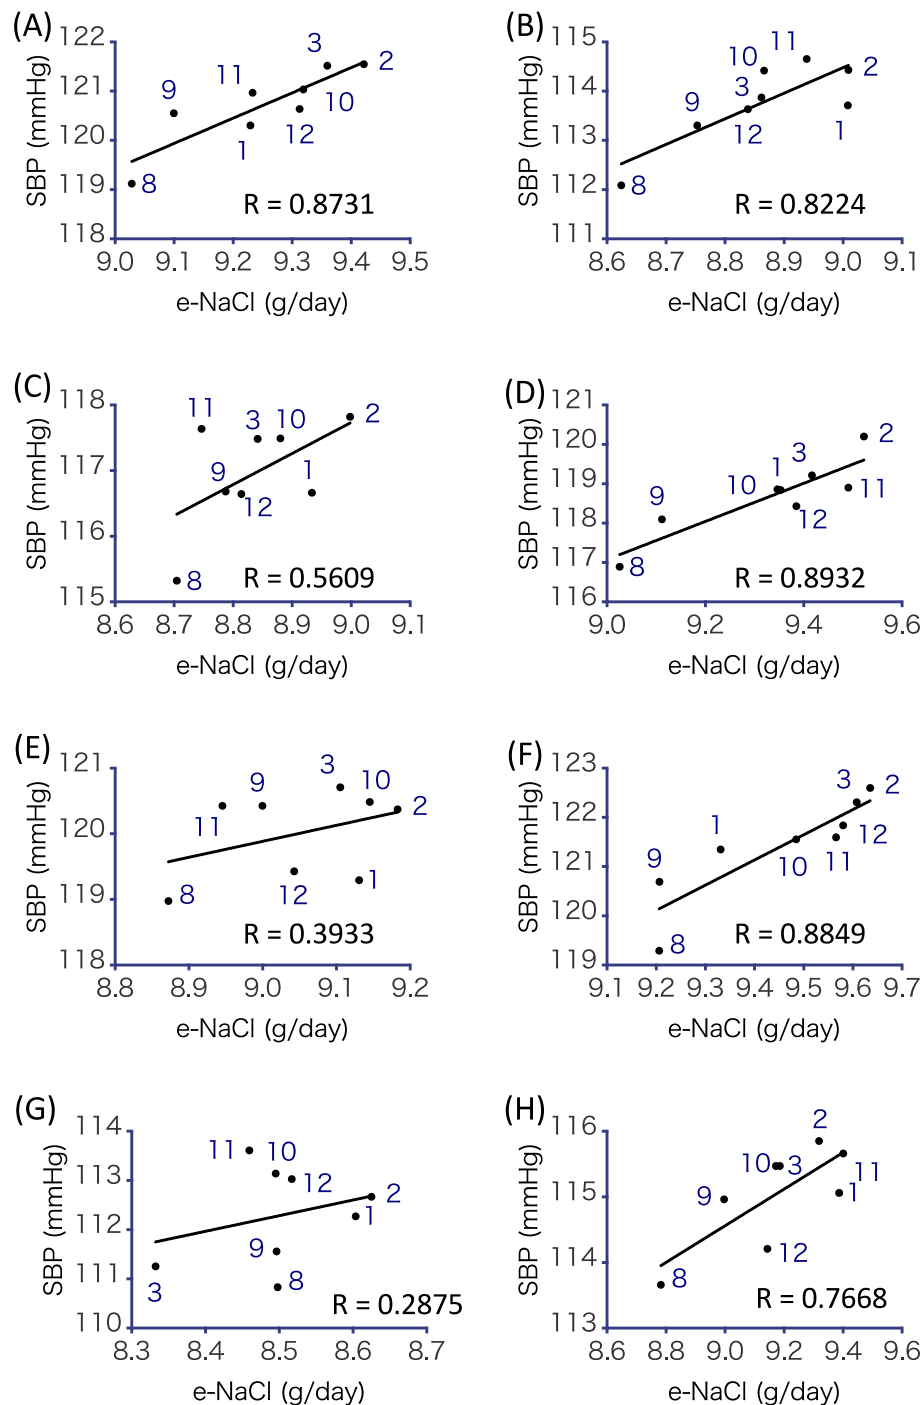 (A)
SBP (mmHg)
122
121
120
119
118
9.0 9.1 9.2 9.3 9.4 9.5
e-NaCl (g/day)
3
2
11
9
10
12
1
8
R = 0.8731
(B)
SBP (mmHg)
115
114
113
112
111
8.6 8.7 8.8 8.9 9.0 9.1
e-NaCl (g/day)
11
10
2
3
9
12
1
8
R = 0.8224
(C)
SBP (mmHg)
118
117
116
115
8.6 8.7 8.8 8.9 9.0 9.1
e-NaCl (g/day)
11
3
10
2
9
1
12
8
R = 0.5609
(D)
SBP (mmHg)
121
120
119
118
117
116
9.0 9.2 9.4 9.6
e-NaCl (g/day)
2
3
1
10
11
9
12
8
R = 0.8932
(E)
SBP (mmHg)
121
120
119
118
8.8 8.9 9.0 9.1 9.2
e-NaCl (g/day)
3
10
9
2
11
12
1
8
R = 0.3933
(F)
SBP (mmHg)
123
122
121
120
119
9.1 9.2 9.3 9.4 9.5 9.6 9.7
e-NaCl (g/day)
3
2
1
12
10
11
9
8
R = 0.8849
(G)
SBP (mmHg)
114
113
112
111
110
8.3 8.4 8.5 8.6 8.7
e-NaCl (g/day)
11
10
12
2
1
9
8
3
R = 0.2875
(H)
SBP (mmHg)
116
115
114
113
8.6 8.8 9.0 9.2 9.4 9.6
e-NaCl (g/day)
2
10
3
11
9
1
12
8
R = 0.7668